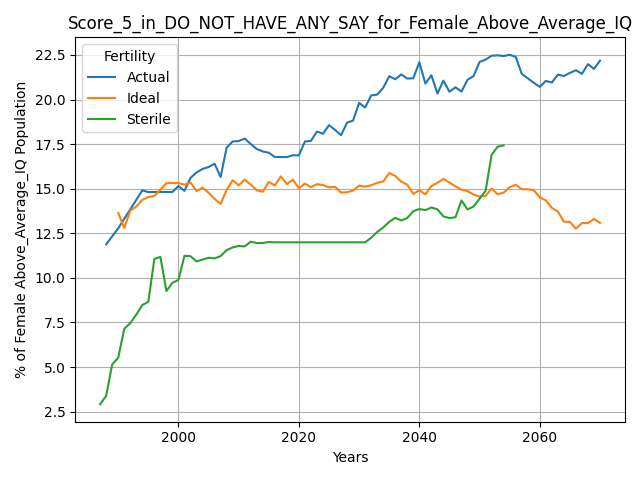 Score_5_in_DO_NOT_HAVE_ANY_SAY_for_Female_Above_Average_IQ
Fertility
Actual
Ideal
Sterile
% of Female Above_Average_IQ Population
22.5
20.0
17.5
15.0
12.5
10.0
7.5
5.0
2.5
2000
2020
2040
2060
Years